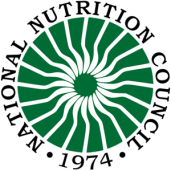 NATIONAL NUTRITION COUNCIL
• 1974 •